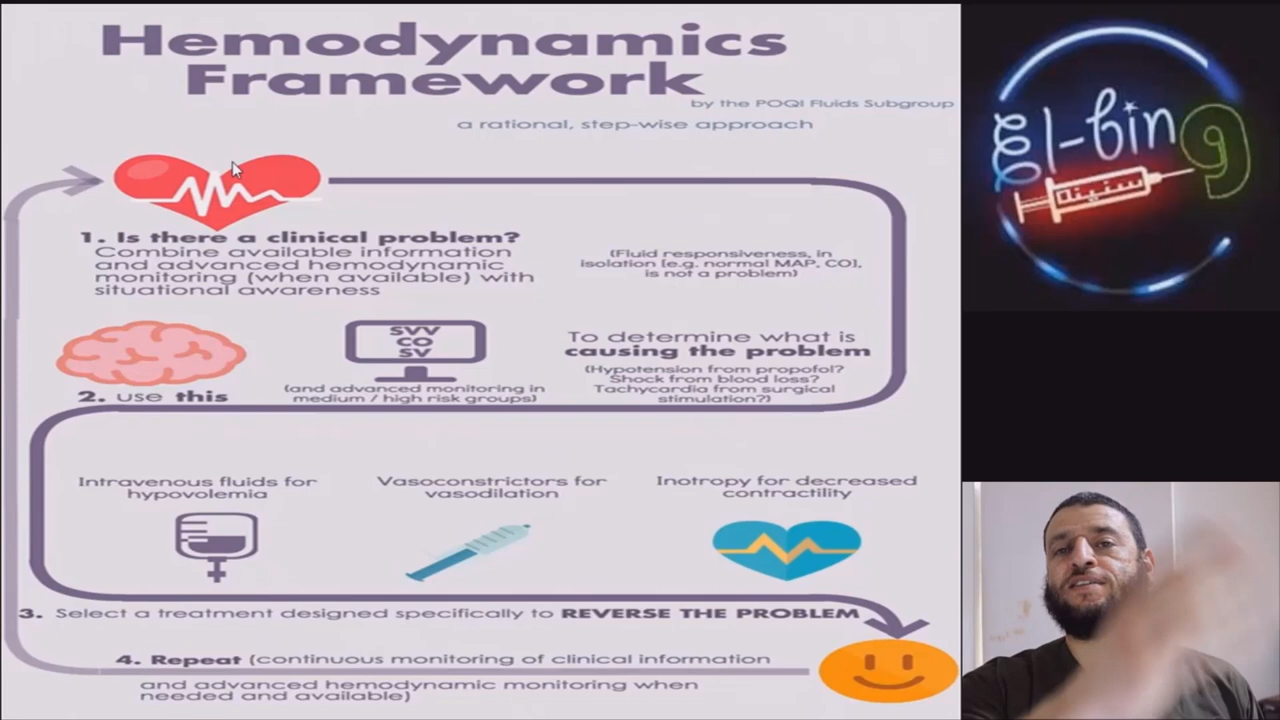 Hemodynamics
Framework
by the POQI Fluids Subgroup
a rational, step-wise approach
1. Is there a clinical problem?
Combine available information
and advanced hemodynamic
monitoring (when available) with
situational awareness
(Fluid responsiveness, in
isolation [e.g. normal MAP, CO],
is not a problem)
SVV
CO
SV
2. use this
(and advanced monitoring in
medium / high risk groups)
To determine what is
causing the problem
(Hypotension from propofol?
Shock from blood loss?
Tachycardia from surgical
stimulation?)
Intravenous fluids for
hypovolemia
Vasoconstrictors for
vasodilation
Inotropy for decreased
contractility
3. Select a treatment designed specifically to REVERSE THE PROBLEM
4. Repeat (continuous monitoring of clinical information
and advanced hemodynamic monitoring when
needed and available)
El-bing
سنينه